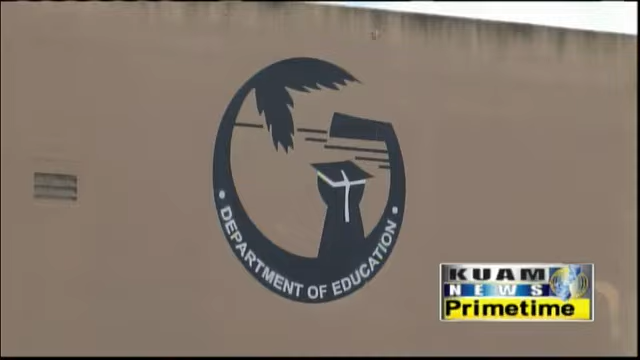 • DEPARTMENT OF EDUCATION •
KUAM
NEWS
Primetime